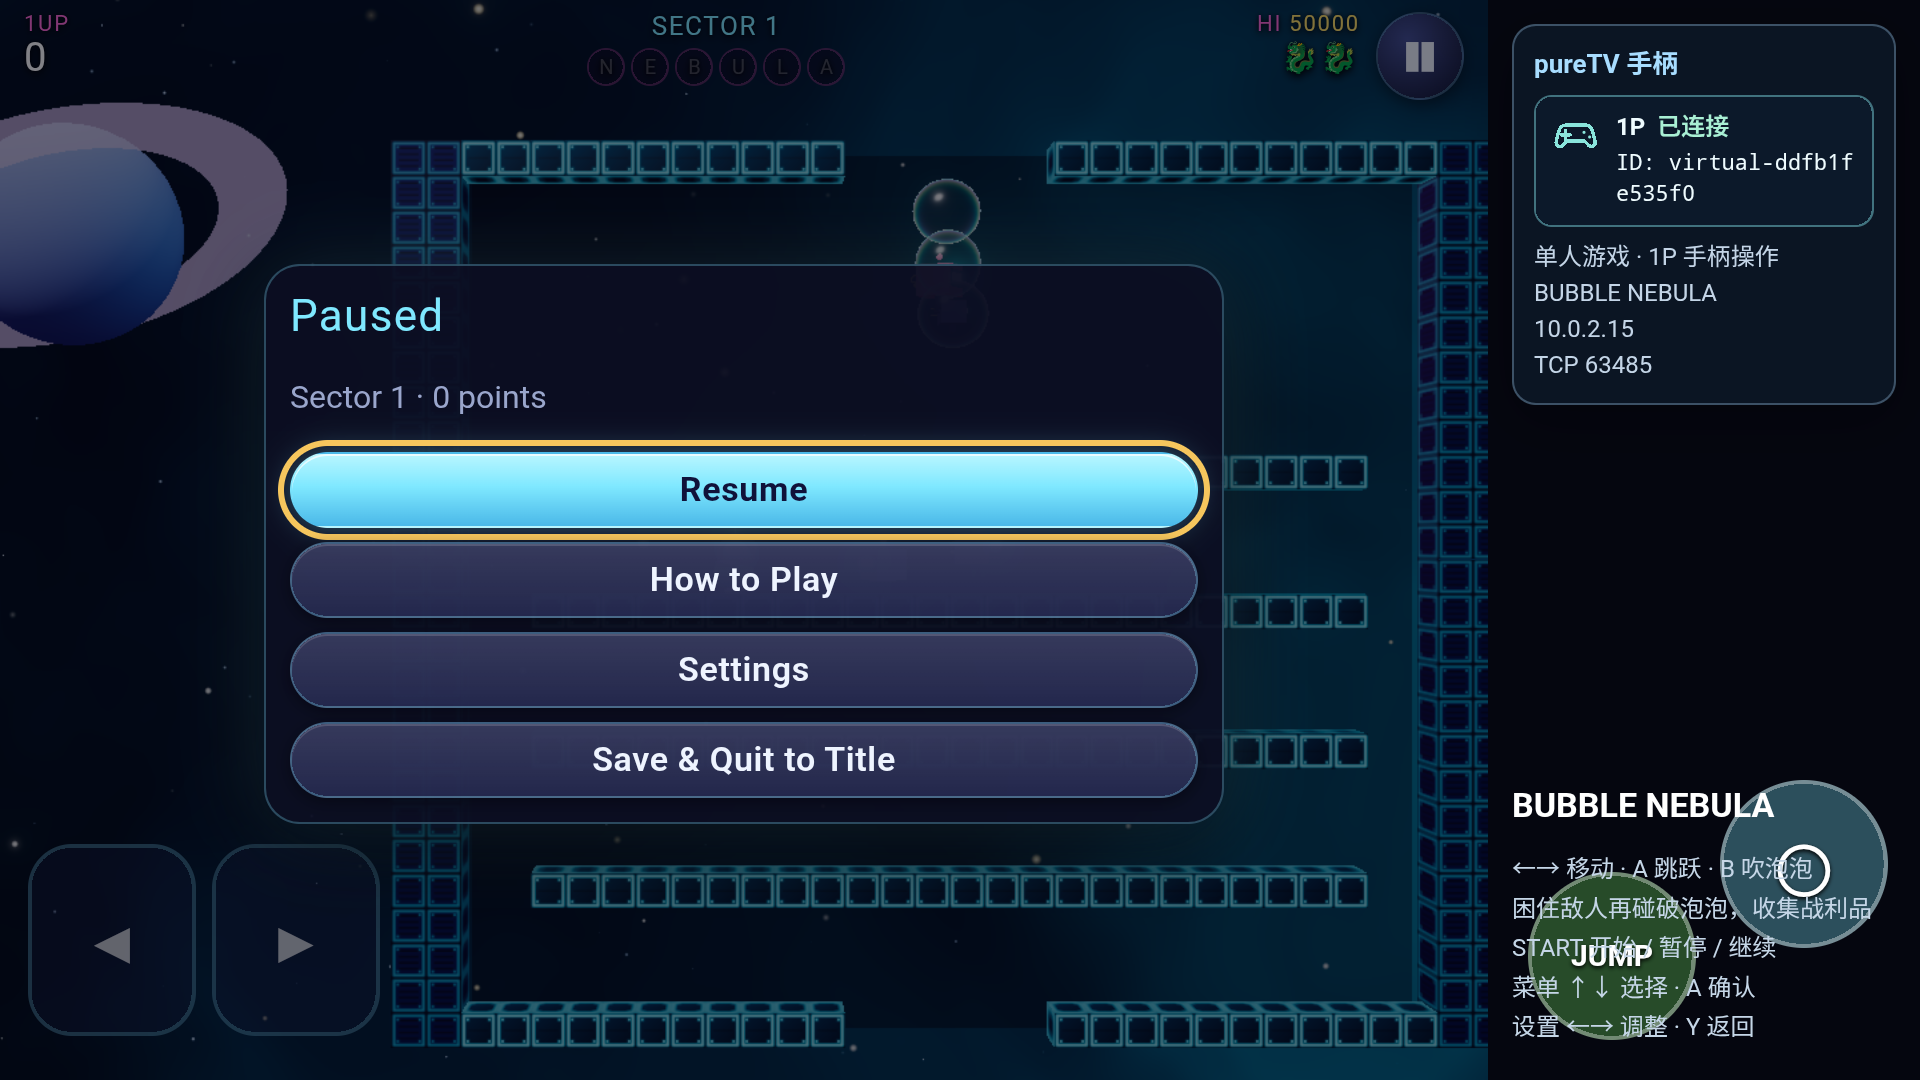 1UP
0
SECTOR 1
N E B U L A
HI 50000
Paused
Sector 1 · 0 points
Resume
How to Play
Settings
Save & Quit to Title
pureTV 手柄
1P 已连接
ID: virtual-ddfb1f
e535f0
单人游戏 · 1P 手柄操作
BUBBLE NEBULA
10.0.2.15
TCP 63485
BUBBLE NEBULA
←→ 移动 · A 跳跃 · B 吹泡泡
困住敌人再碰破泡泡，收集战利品
START 开始 / 暂停 / 继续
JUMP
菜单 ↑↓ 选择 · A 确认
设置 ←→ 调整 · Y 返回